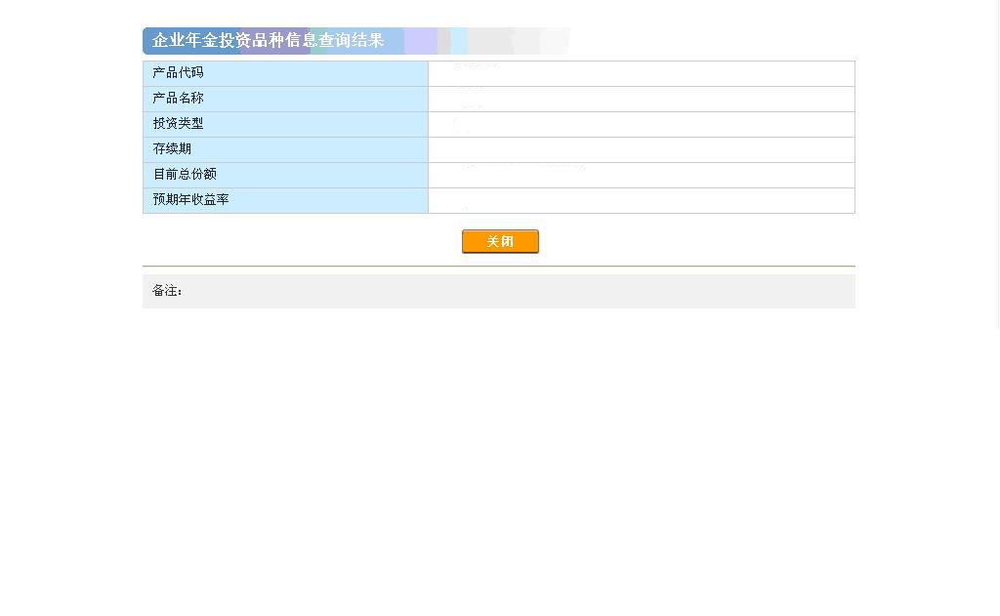 企业年金投资品种信息查询结果
产品代码
产品名称
投资类型
存续期
目前总份额
预期年收益率
关闭
备注：